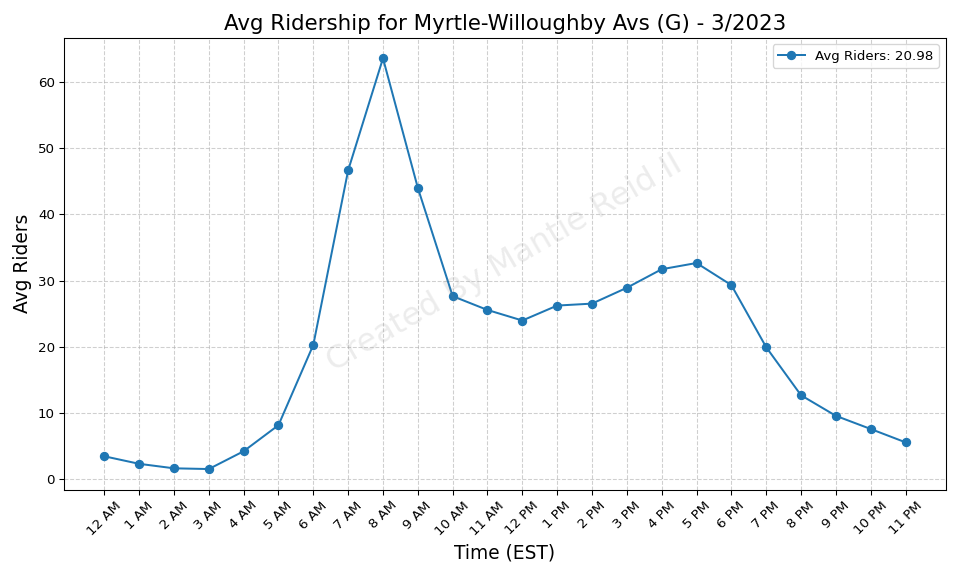 Avg Ridership for Myrtle-Willoughby Avs (G) - 3/2023
Avg Riders: 20.98
Avg Riders
60
50
40
30
20
10
0
Created By Mantie Reid II
12 AM
1 AM
2 AM
3 AM
4 AM
5 AM
6 AM
7 AM
8 AM
9 AM
10 AM
11 AM
12 PM
1 PM
2 PM
3 PM
4 PM
5 PM
6 PM
7 PM
8 PM
9 PM
10 PM
11 PM
Time (EST)